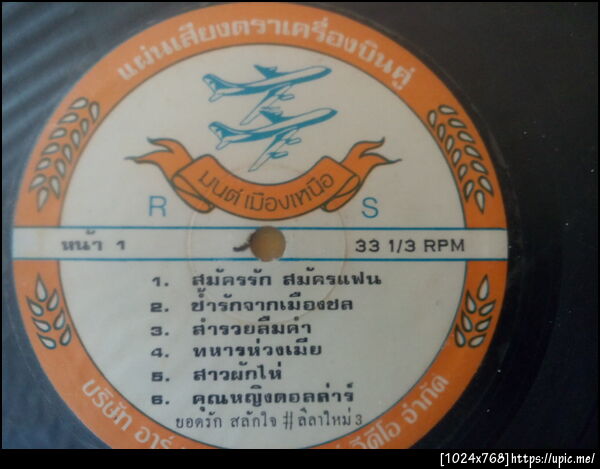 แผ่นเสียงตราเครื่องบินคู่
มนต์เมืองเหนือ
R S
หน้า 1 33 1/3 RPM
1. สมัครรัก สมัครแฟน
2. ช้ำรักจากเมืองชล
3. สำรวยลืมคำ
4. ทหารห่วงเมีย
5. สาวผักไห่
6. คุณหญิงดอลล่าร์
ยอดรัก สลักใจ # ลีลาใหม่ 3
บริษัท อาร์ วีดีโอ จำกัด
[1024x768]https://upic.me/